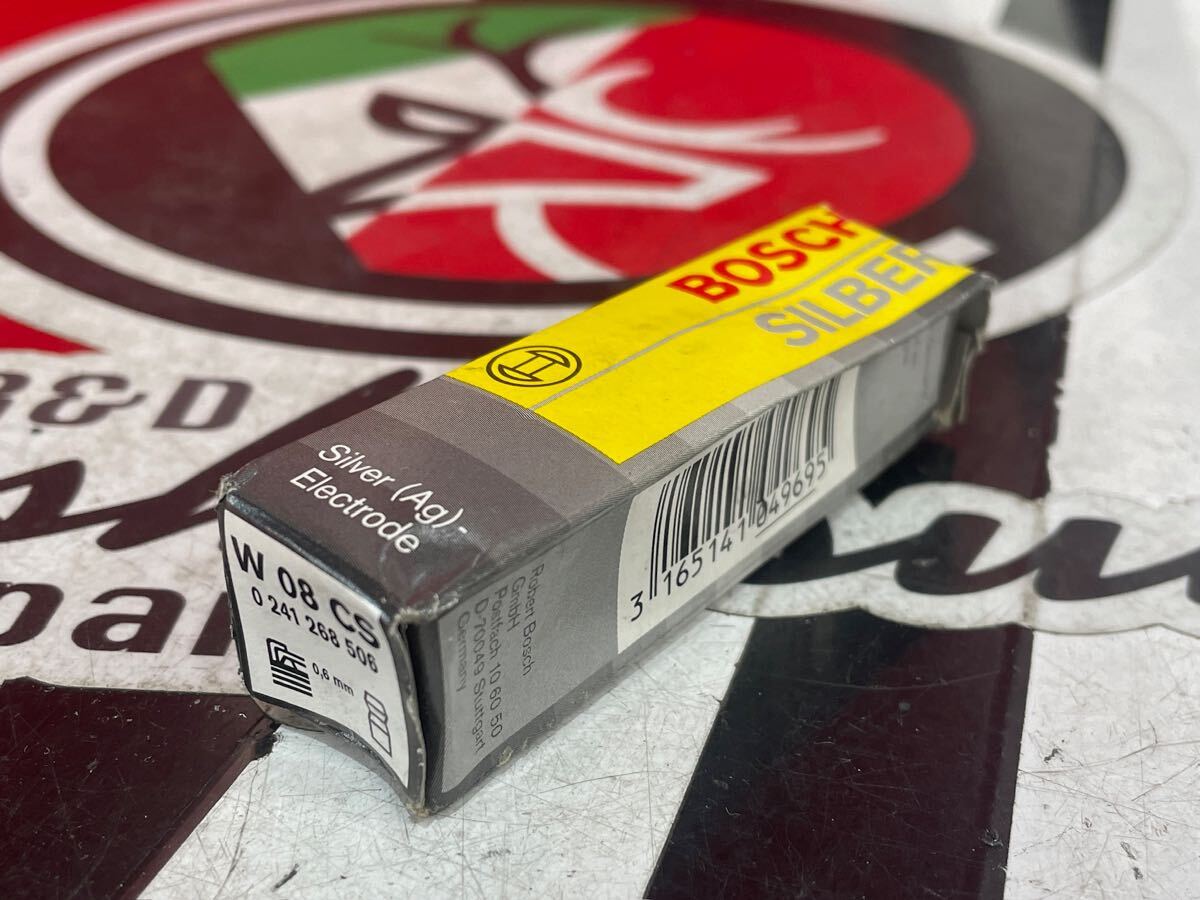 BOSCH
SILBER
Silver (Ag)-
Electrode
W 08 CS
0 241 268 506
0,6 mm
Robert Bosch
GmbH
Postfach 10 60 50
D-70049 Stuttgart
Germany
3 165141 049695
R&D